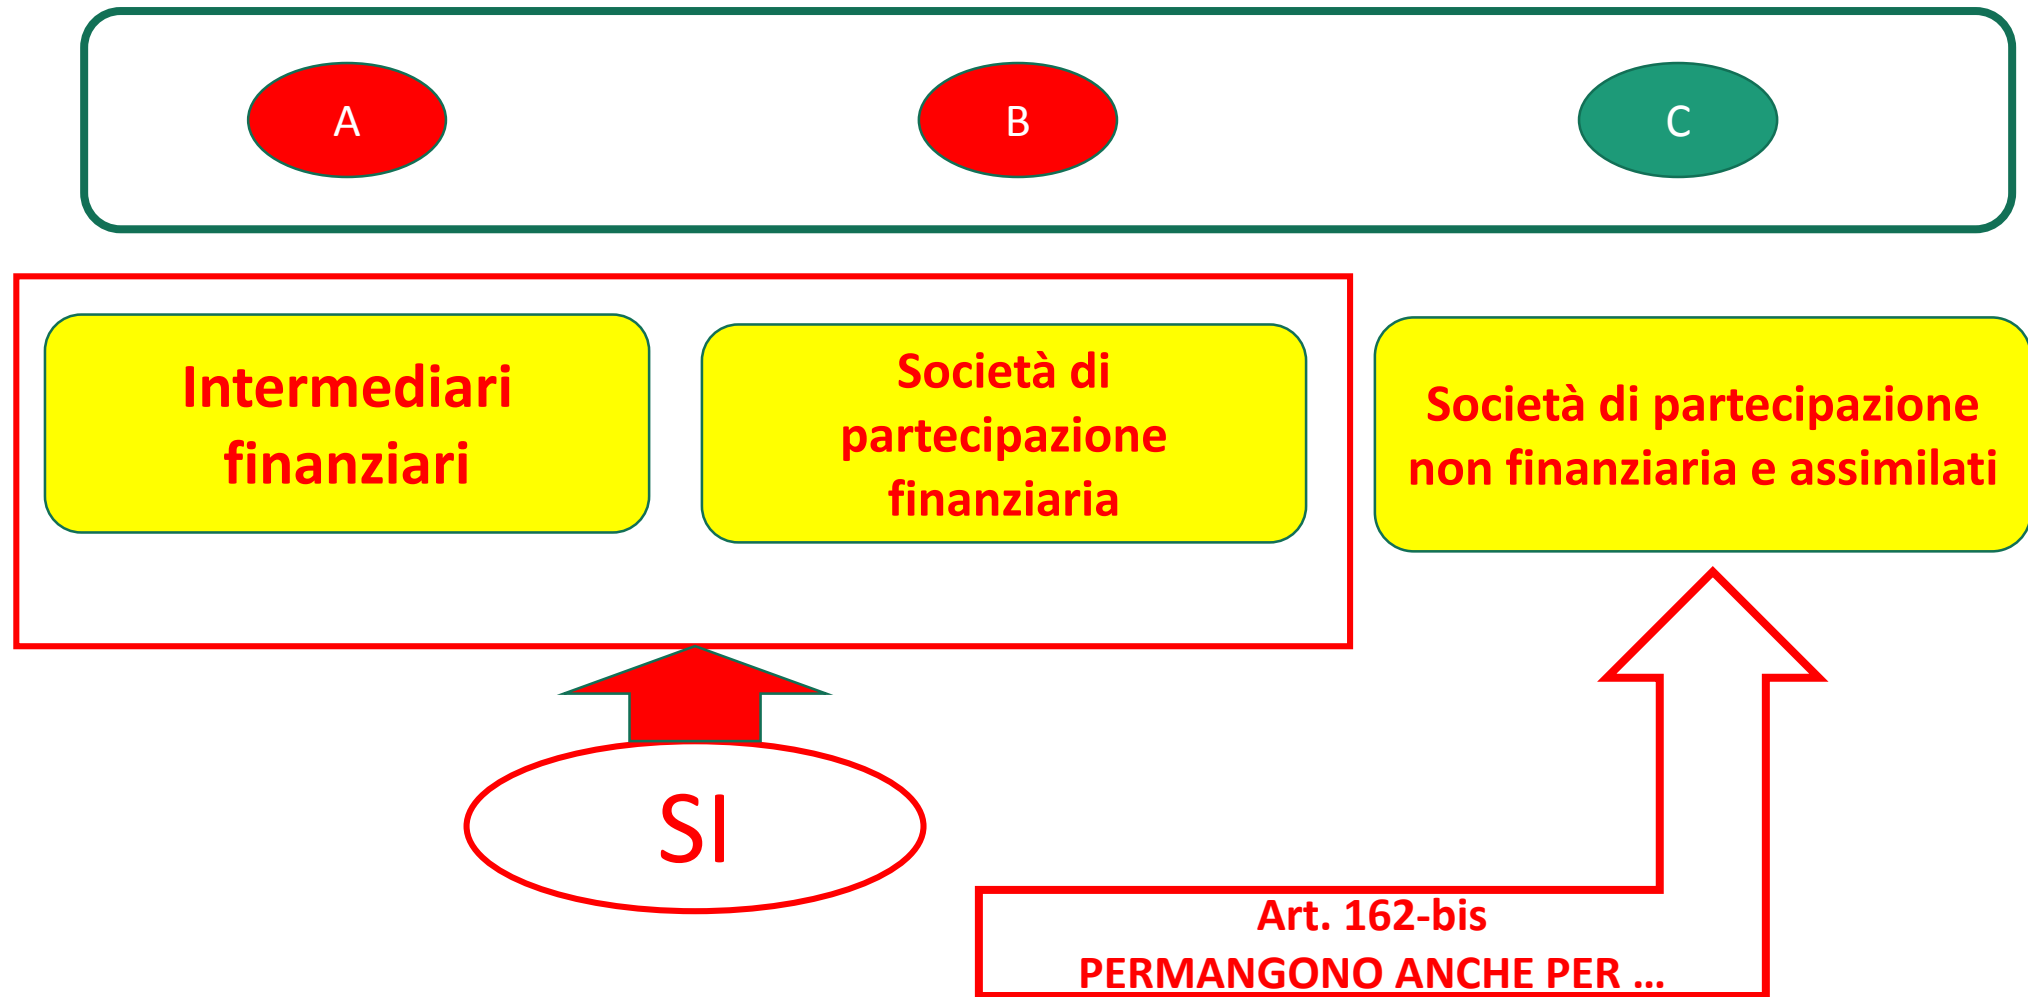 A
B
C
Intermediari
finanziari
Società di
partecipazione
finanziaria
Società di partecipazione
non finanziaria e assimilati
SI
Art. 162-bis
PERMANGONO ANCHE PER ...